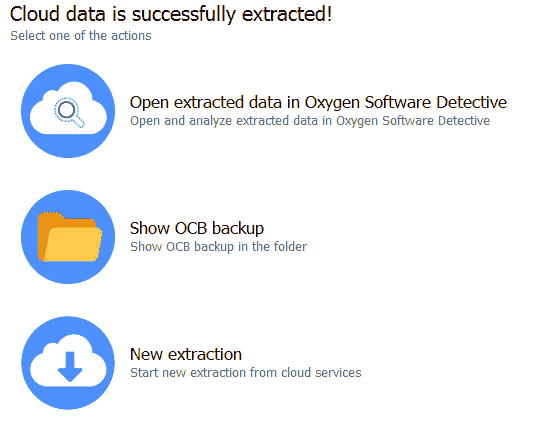 Cloud data is successfully extracted!
Select one of the actions
Open extracted data in Oxygen Software Detective
Open and analyze extracted data in Oxygen Software Detective
Show OCB backup
Show OCB backup in the folder
New extraction
Start new extraction from cloud services